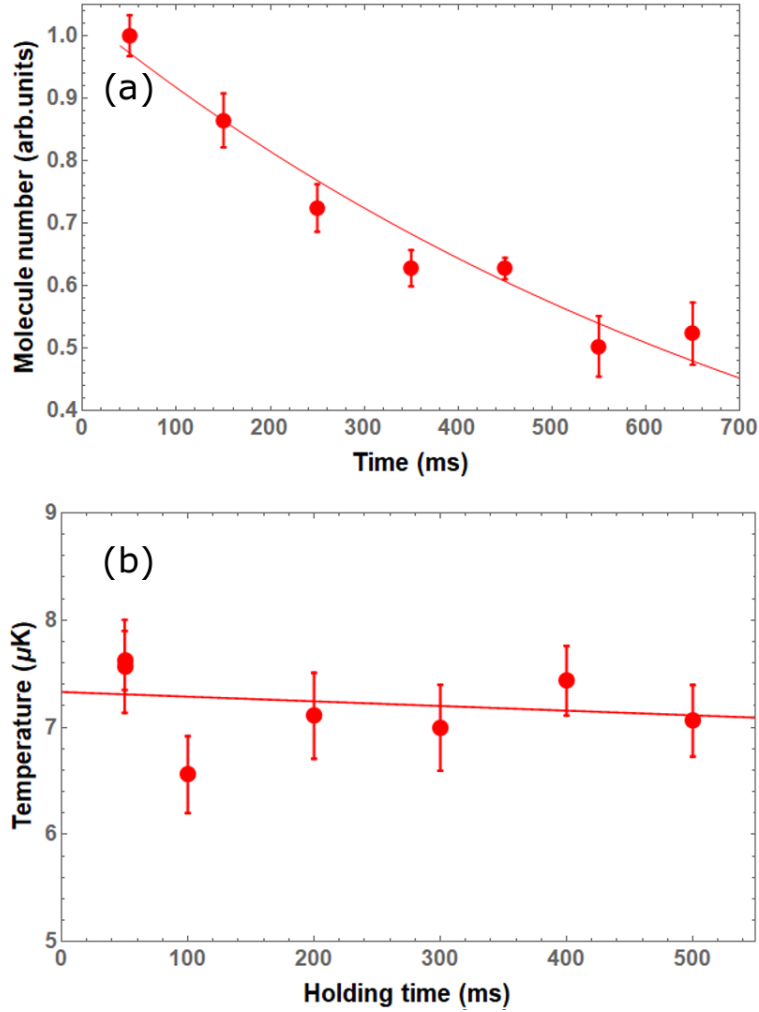 (a)
Molecule number (arb.units)
1.0
0.9
0.8
0.7
0.6
0.5
0.4
0 100 200 300 400 500 600 700
Time (ms)
(b)
Temperature (μK)
9
8
7
6
5
0 100 200 300 400 500
Holding time (ms)